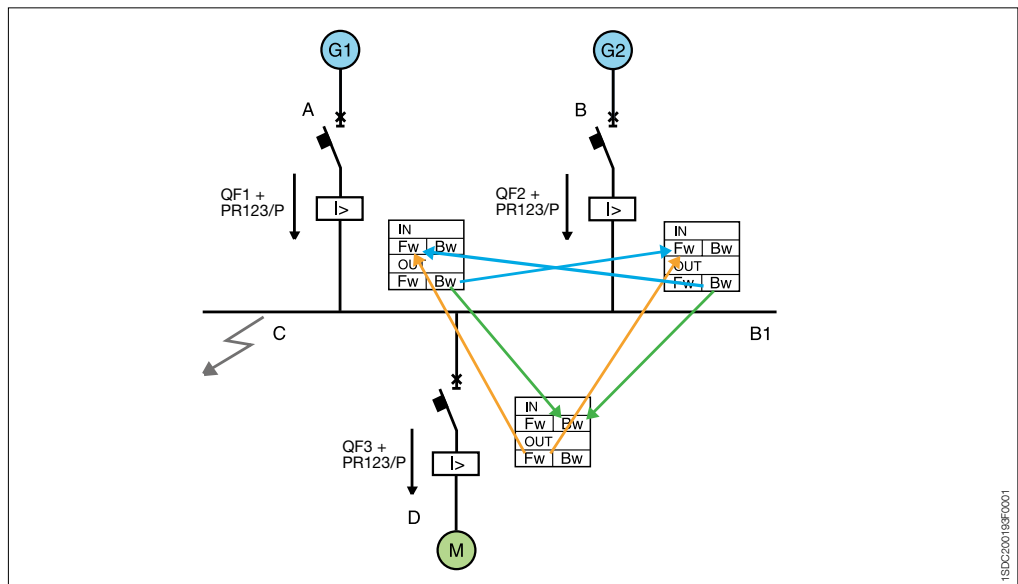 G1
G2
A
B
QF1 +
PR123/P
I>
QF2 +
PR123/P
I>
IN
Fw Bw
OUT
Fw Bw
IN
Fw Bw
OUT
Fw Bw
C
B1
IN
Fw Bw
OUT
Fw Bw
QF3 +
PR123/P
I>
D
M
1SDC200193F0001